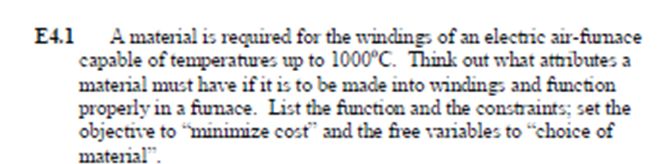 E4.1 A material is required for the windings of an electric air-furnace
capable of temperatures up to 1000°C. Think out what attributes a
material must have if it is to be made into windings and function
properly in a furnace. List the function and the constraints; set the
objective to “minimize cost” and the free variables to “choice of
material”.